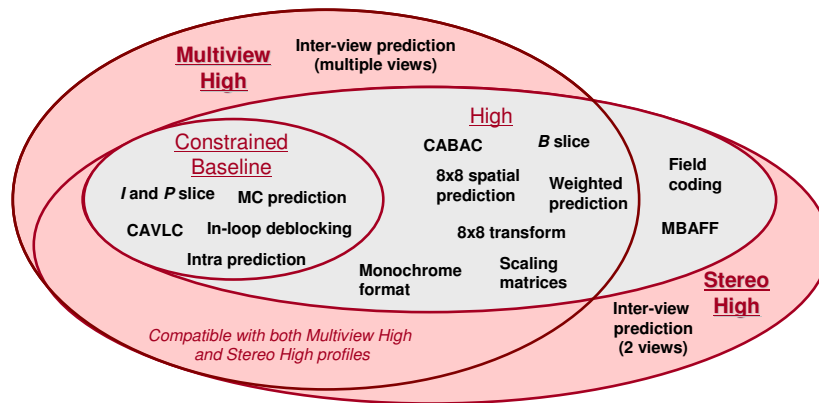 Multiview
High
Inter-view prediction
(multiple views)
High
Constrained
Baseline
I and P slice
MC prediction
CAVLC
In-loop deblocking
Intra prediction
CABAC
B slice
8x8 spatial
prediction
Weighted
prediction
8x8 transform
Monochrome
format
Scaling
matrices
Field
coding
MBAFF
Stereo
High
Inter-view
prediction
(2 views)
Compatible with both Multiview High
and Stereo High profiles